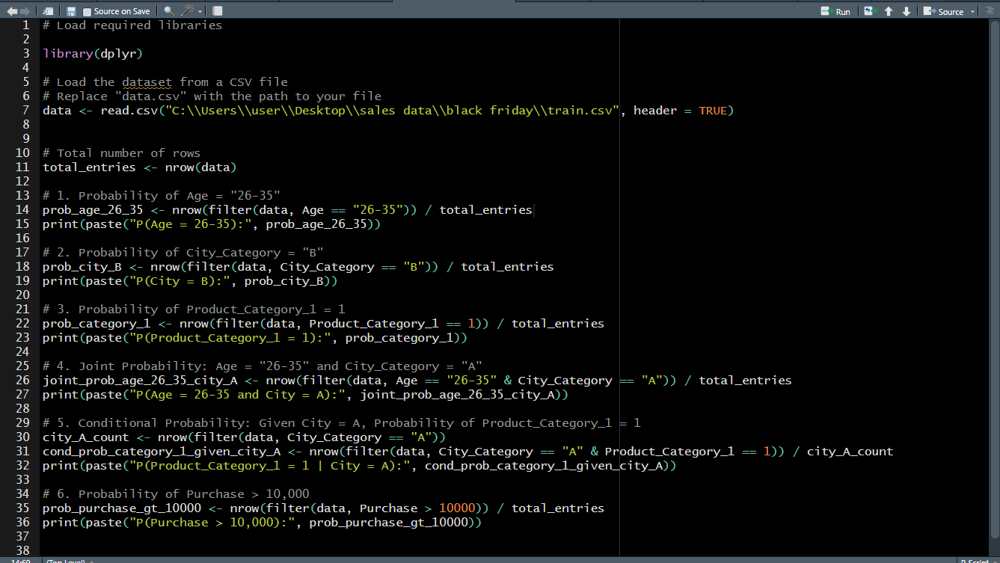 Source on Save
Run
Source
1 # Load required libraries
2
3 library(dplyr)
4
5 # Load the dataset from a CSV file
6 # Replace "data.csv" with the path to your file
7 data <- read.csv("C:\\Users\\user\\Desktop\\sales data\\black friday\\train.csv", header = TRUE)
8
9
10 # Total number of rows
11 total_entries <- nrow(data)
12
13 # 1. Probability of Age = "26-35"
14 prob_age_26_35 <- nrow(filter(data, Age == "26-35")) / total_entries
15 print(paste("P(Age = 26-35):", prob_age_26_35))
16
17 # 2. Probability of City_Category = "B"
18 prob_city_B <- nrow(filter(data, City_Category == "B")) / total_entries
19 print(paste("P(City = B):", prob_city_B))
20
21 # 3. Probability of Product_Category_1 = 1
22 prob_category_1 <- nrow(filter(data, Product_Category_1 == 1)) / total_entries
23 print(paste("P(Product_Category_1 = 1):", prob_category_1))
24
25 # 4. Joint Probability: Age = "26-35" and City_Category = "A"
26 joint_prob_age_26_35_city_A <- nrow(filter(data, Age == "26-35" & City_Category == "A")) / total_entries
27 print(paste("P(Age = 26-35 and City = A):", joint_prob_age_26_35_city_A))
28
29 # 5. Conditional Probability: Given City = A, Probability of Product_Category_1 = 1
30 city_A_count <- nrow(filter(data, City_Category == "A"))
31 cond_prob_category_1_given_city_A <- nrow(filter(data, City_Category == "A" & Product_Category_1 == 1)) / city_A_count
32 print(paste("P(Product_Category_1 = 1 | City = A):", cond_prob_category_1_given_city_A))
33
34 # 6. Probability of Purchase > 10,000
35 prob_purchase_gt_10000 <- nrow(filter(data, Purchase > 10000)) / total_entries
36 print(paste("P(Purchase > 10,000):", prob_purchase_gt_10000))
37
38
14:69 (Top Level) R Script